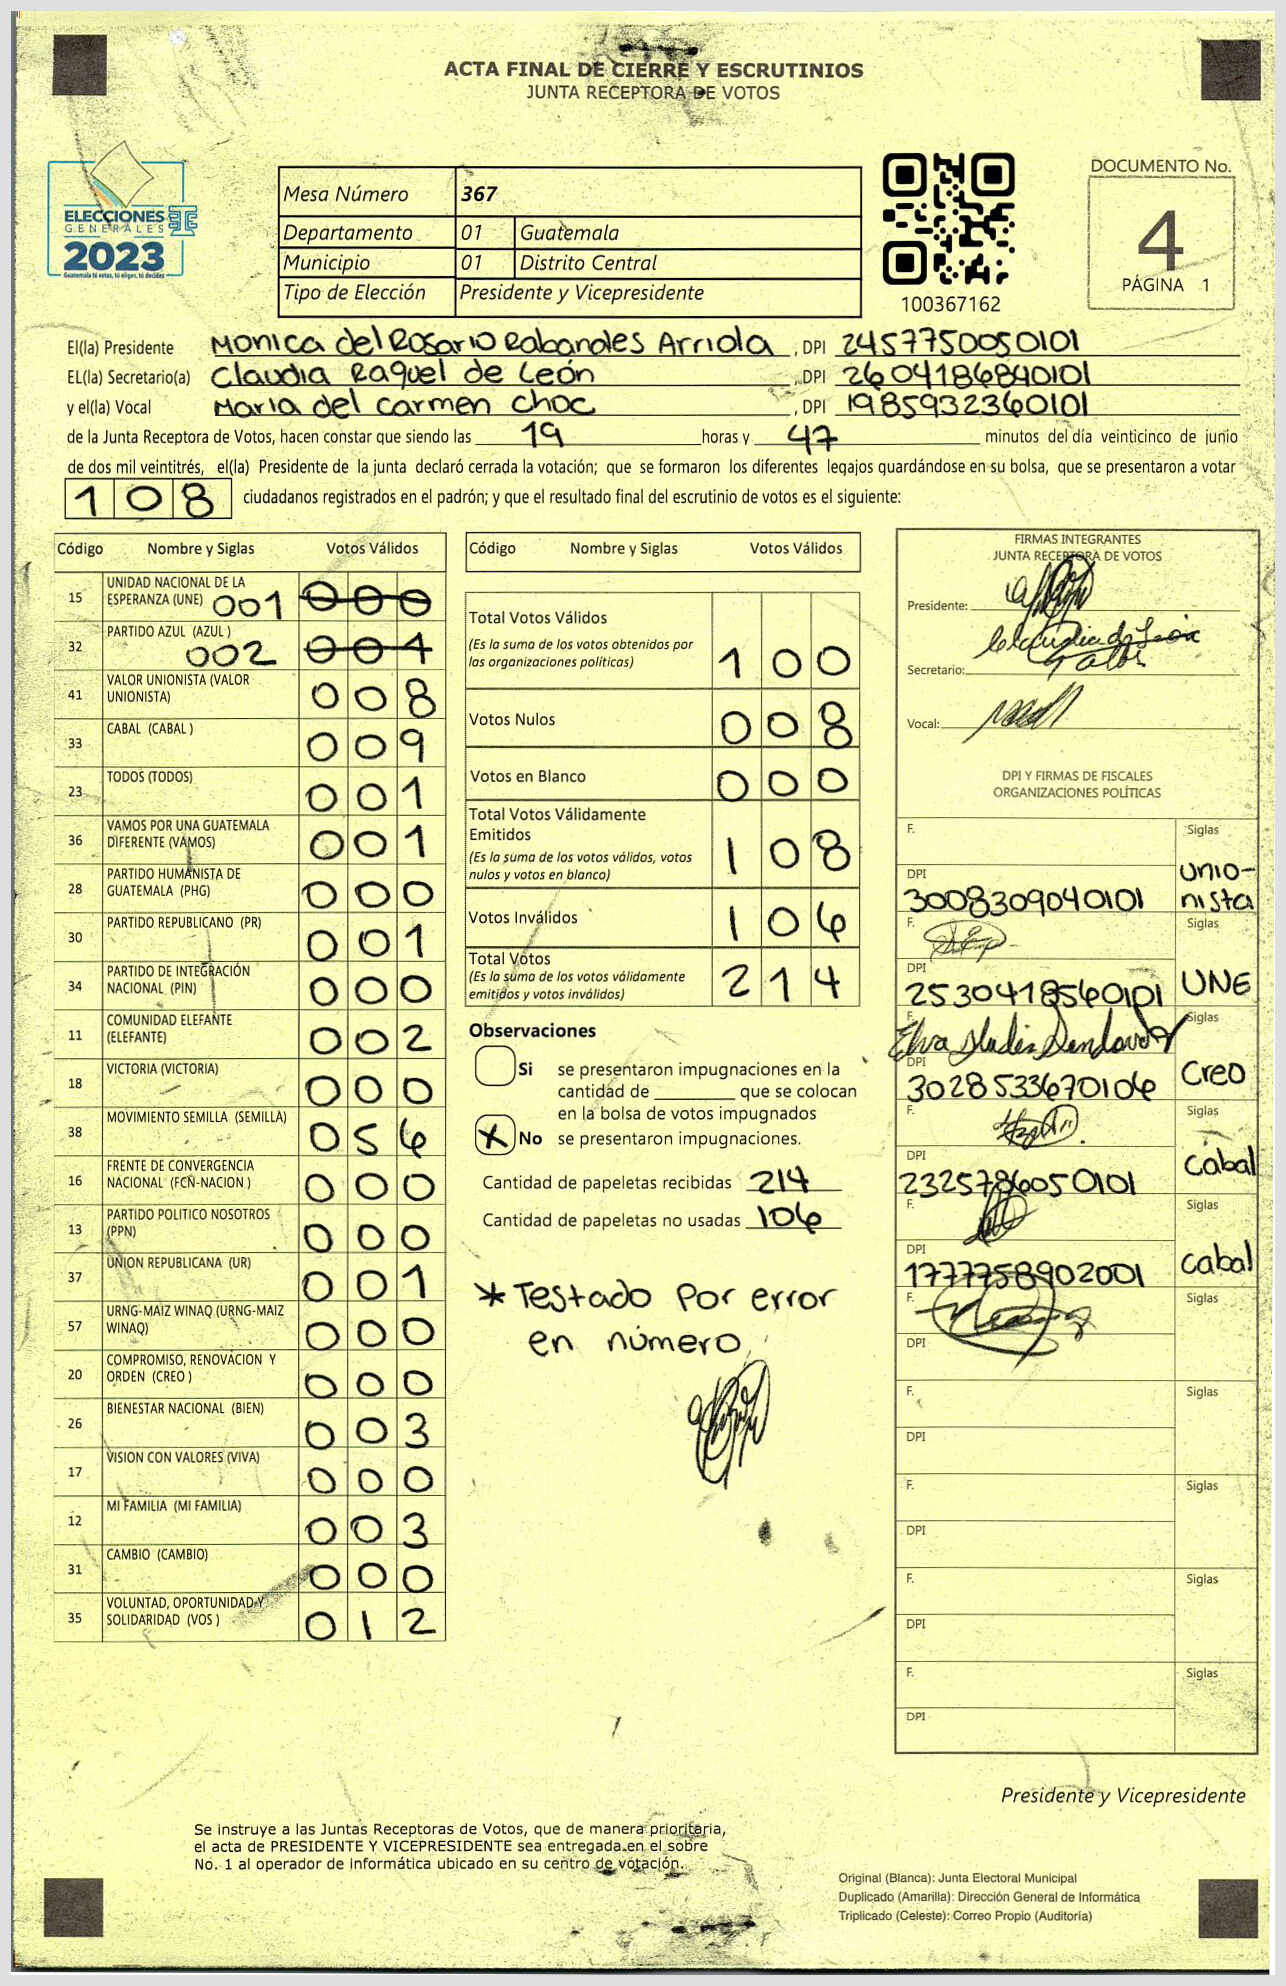 ACTA FINAL DE CIERRE Y ESCRUTINIOS
JUNTA RECEPTORA DE VOTOS
ELECCIONES
GENERALES
2023
Guatemala tú votas, tú eliges, tú decides
Mesa Número 367
Departamento 01 Guatemala
Municipio 01 Distrito Central
Tipo de Elección Presidente y Vicepresidente
100367162
DOCUMENTO No.
4
PÁGINA 1
El(la) Presidente Monica del Rosario Rabanales Arriola , DPI 2457750050101
EL(la) Secretario(a) Claudia Raquel de León , DPI 2604186840101
y el(la) Vocal Maria del Carmen Choc , DPI 1985932360101
de la Junta Receptora de Votos, hacen constar que siendo las 19 horas y 47 minutos del día veinticinco de junio
de dos mil veintitrés, el(la) Presidente de la junta declaró cerrada la votación; que se formaron los diferentes legajos guardándose en su bolsa, que se presentaron a votar
108 ciudadanos registrados en el padrón; y que el resultado final del escrutinio de votos es el siguiente:
Código Nombre y Siglas Votos Válidos
15 UNIDAD NACIONAL DE LA
ESPERANZA (UNE) 001 000
32 PARTIDO AZUL (AZUL )
002 004
41 VALOR UNIONISTA (VALOR
UNIONISTA) 008
33 CABAL (CABAL ) 009
23 TODOS (TODOS) 001
36 VAMOS POR UNA GUATEMALA
DIFERENTE (VAMOS) 001
28 PARTIDO HUMANISTA DE
GUATEMALA (PHG) 000
30 PARTIDO REPUBLICANO (PR) 001
34 PARTIDO DE INTEGRACIÓN
NACIONAL (PIN) 000
11 COMUNIDAD ELEFANTE
(ELEFANTE) 002
18 VICTORIA (VICTORIA) 000
38 MOVIMIENTO SEMILLA (SEMILLA) 056
16 FRENTE DE CONVERGENCIA
NACIONAL (FCN-NACION ) 000
13 PARTIDO POLITICO NOSOTROS
(PPN) 000
37 UNION REPUBLICANA (UR) 001
57 URNG-MAIZ WINAQ (URNG-MAIZ
WINAQ) 000
20 COMPROMISO, RENOVACION Y
ORDEN (CREO ) 000
26 BIENESTAR NACIONAL (BIEN) 003
17 VISION CON VALORES (VIVA) 000
12 MI FAMILIA (MI FAMILIA) 003
31 CAMBIO (CAMBIO) 000
35 VOLUNTAD, OPORTUNIDAD Y
SOLIDARIDAD (VOS ) 012
Código Nombre y Siglas Votos Válidos
Total Votos Válidos
(Es la suma de los votos obtenidos por
las organizaciones políticas) 100
Votos Nulos 008
Votos en Blanco 000
Total Votos Válidamente
Emitidos
(Es la suma de los votos válidos, votos
nulos y votos en blanco) 108
Votos Inválidos 106
Total Votos
(Es la suma de los votos válidamente
emitidos y votos inválidos) 214
Observaciones
Si se presentaron impugnaciones en la
cantidad de que se colocan
en la bolsa de votos impugnados
X No se presentaron impugnaciones.
Cantidad de papeletas recibidas 214
Cantidad de papeletas no usadas 106
* Testado Por error
en número
FIRMAS INTEGRANTES
JUNTA RECEPTORA DE VOTOS
Presidente:
Secretario: Claudia de León
Vocal:
DPI Y FIRMAS DE FISCALES
ORGANIZACIONES POLÍTICAS
F. Siglas
DPI 3008309040101 Unio-
nista
F. Siglas
DPI 2530418560101 UNE
F. Elva Gladis Sandoval Siglas
DPI 3028533670106 Creo
F. Siglas
DPI 2325786050101 Cabal
F. Siglas
DPI 1777758902001 cabal
F. Siglas
DPI
F. Siglas
DPI
F. Siglas
DPI
F. Siglas
DPI
F. Siglas
DPI
Presidente y Vicepresidente
Se instruye a las Juntas Receptoras de Votos, que de manera prioritaria,
el acta de PRESIDENTE Y VICEPRESIDENTE sea entregada en el sobre
No. 1 al operador de informática ubicado en su centro de votación.
Original (Blanca): Junta Electoral Municipal
Duplicado (Amarilla): Dirección General de Informática
Triplicado (Celeste): Correo Propio (Auditoría)